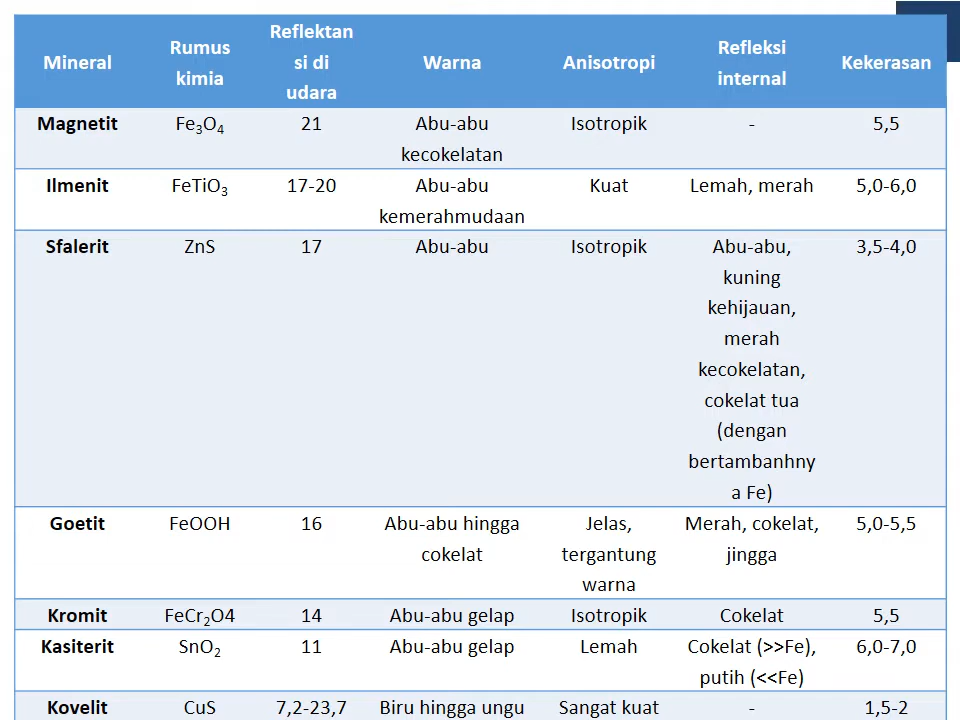 Mineral Rumus kimia Reflektansi di udara Warna Anisotropi Refleksi internal Kekerasan
Magnetit Fe₃O₄ 21 Abu-abu kecokelatan Isotropik - 5,5
Ilmenit FeTiO₃ 17-20 Abu-abu kemerahmudaan Kuat Lemah, merah 5,0-6,0
Sfalerit ZnS 17 Abu-abu Isotropik Abu-abu, kuning kehijauan, merah kecokelatan, cokelat tua (dengan bertambanhnya Fe) 3,5-4,0
Goetit FeOOH 16 Abu-abu hingga cokelat Jelas, tergantung warna Merah, cokelat, jingga 5,0-5,5
Kromit FeCr₂O4 14 Abu-abu gelap Isotropik Cokelat 5,5
Kasiterit SnO₂ 11 Abu-abu gelap Lemah Cokelat (>>Fe), putih (<<Fe) 6,0-7,0
Kovelit CuS 7,2-23,7 Biru hingga ungu Sangat kuat - 1,5-2